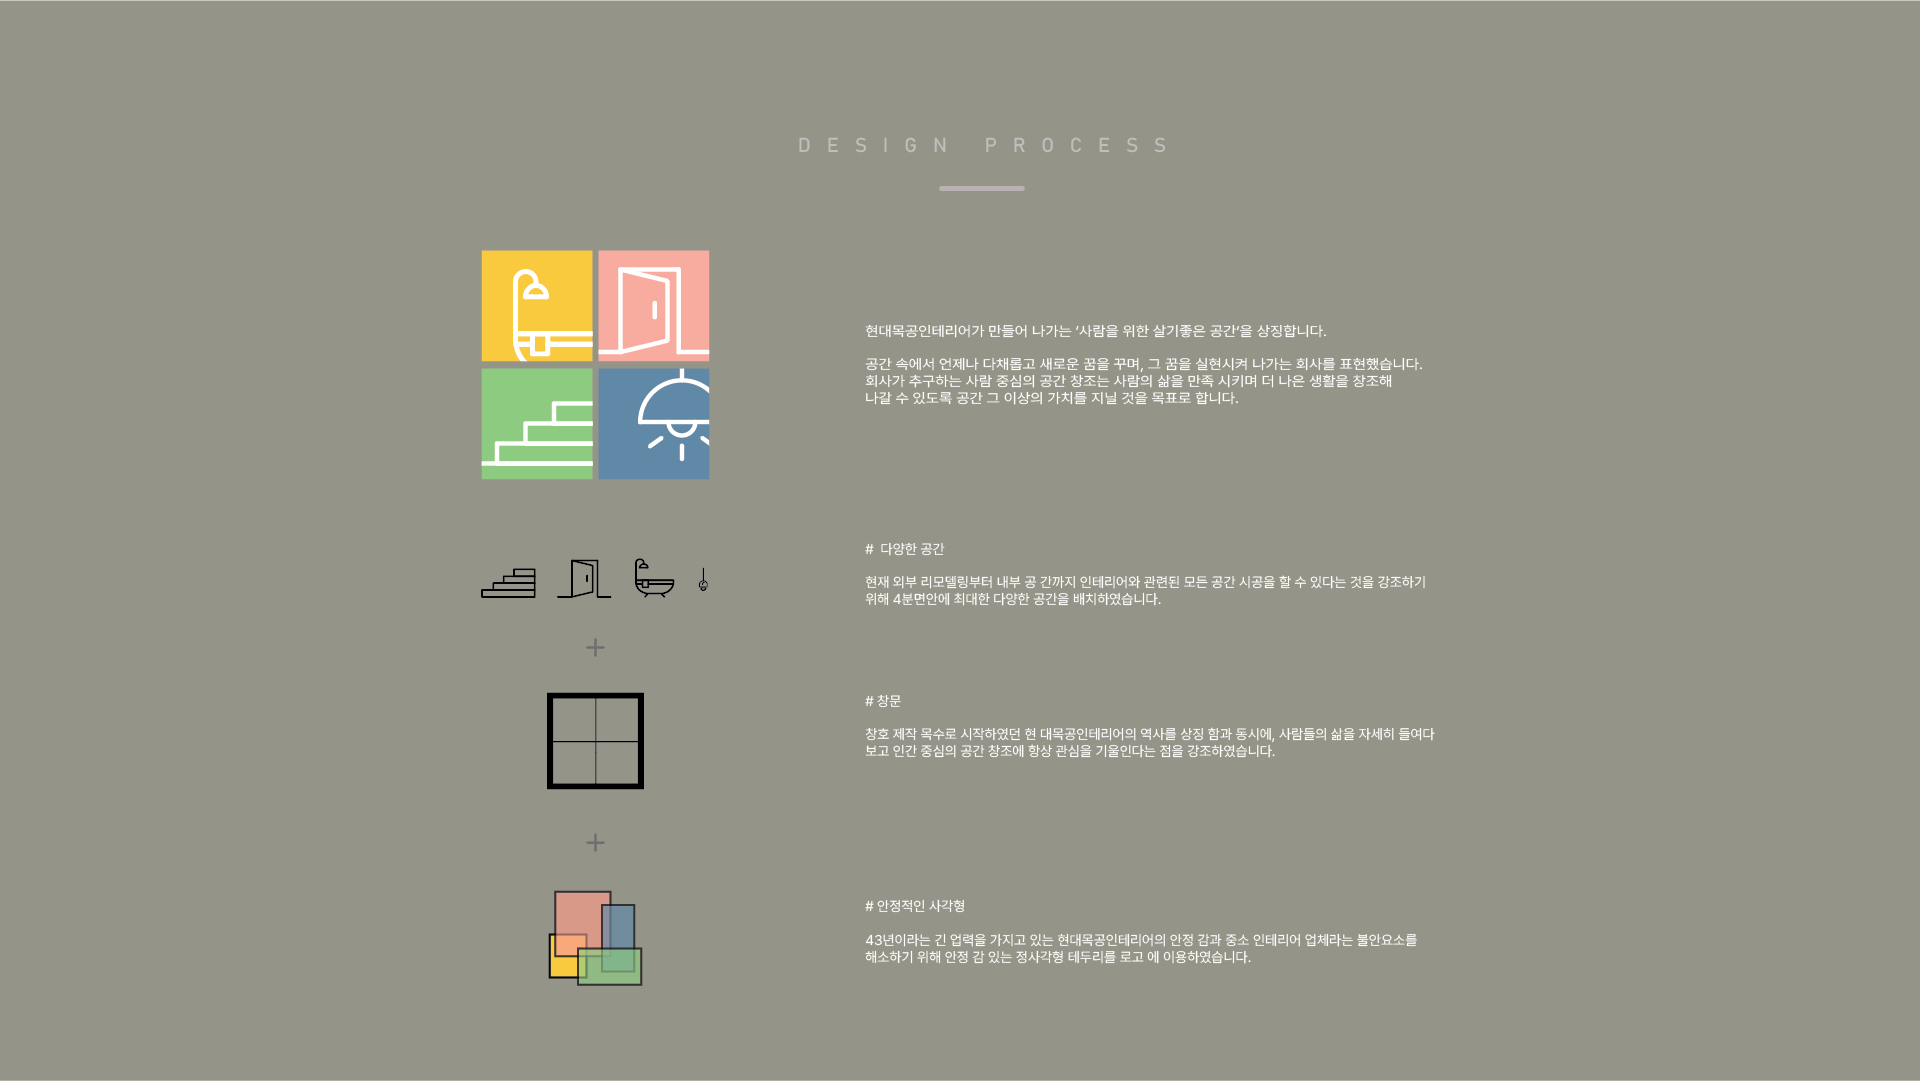 DESIGN PROCESS
현대목공인테리어가 만들어 나가는 ‘사람을 위한 살기좋은 공간’을 상징합니다.
공간 속에서 언제나 다채롭고 새로운 꿈을 꾸며, 그 꿈을 실현시켜 나가는 회사를 표현했습니다.
회사가 추구하는 사람 중심의 공간 창조는 사람의 삶을 만족 시키며 더 나은 생활을 창조해
나갈 수 있도록 공간 그 이상의 가치를 지닐 것을 목표로 합니다.
# 다양한 공간
현재 외부 리모델링부터 내부 공 간까지 인테리어와 관련된 모든 공간 시공을 할 수 있다는 것을 강조하기
위해 4분면안에 최대한 다양한 공간을 배치하였습니다.
# 창문
창호 제작 목수로 시작하였던 현 대목공인테리어의 역사를 상징 함과 동시에, 사람들의 삶을 자세히 들여다
보고 인간 중심의 공간 창조에 항상 관심을 기울인다는 점을 강조하였습니다.
# 안정적인 사각형
43년이라는 긴 업력을 가지고 있는 현대목공인테리어의 안정 감과 중소 인테리어 업체라는 불안요소를
해소하기 위해 안정 감 있는 정사각형 테두리를 로고 에 이용하였습니다.